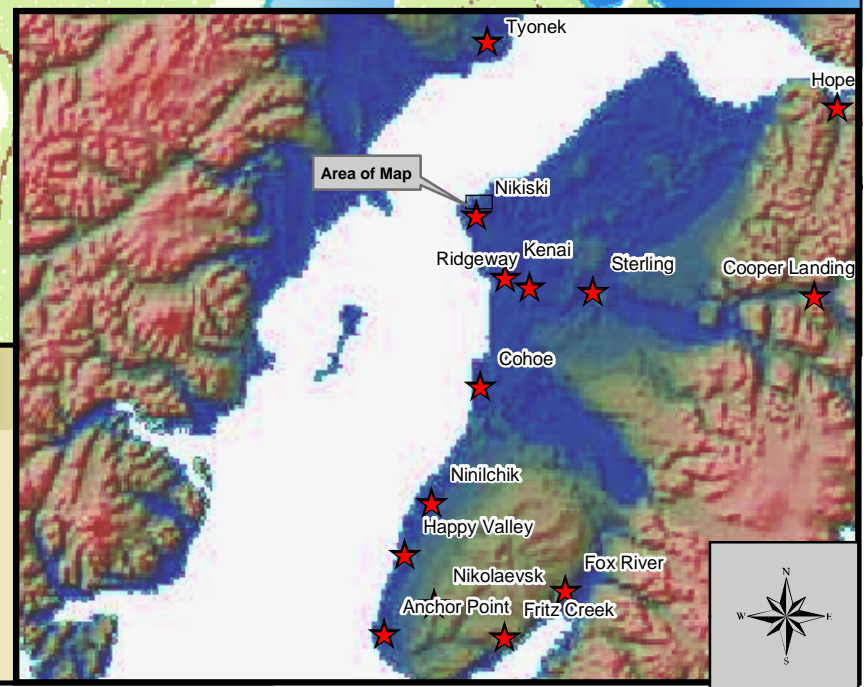 Tyonek
Hope
Area of Map
Nikiski
Ridgeway
Kenai
Sterling
Cooper Landing
Cohoe
Ninilchik
Happy Valley
Nikolaevsk
Fox River
Anchor Point
Fritz Creek
N
W
E
S